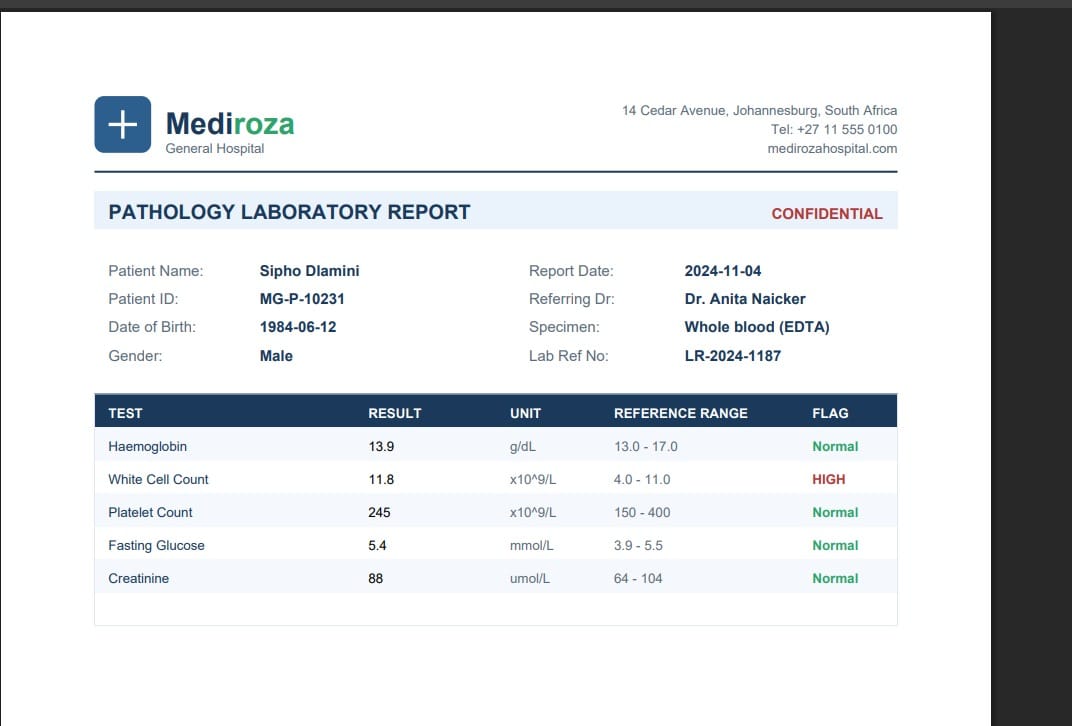 Mediroza
General Hospital
14 Cedar Avenue, Johannesburg, South Africa
Tel: +27 11 555 0100
medirozahospital.com
PATHOLOGY LABORATORY REPORT CONFIDENTIAL
Patient Name: Sipho Dlamini Report Date: 2024-11-04
Patient ID: MG-P-10231 Referring Dr: Dr. Anita Naicker
Date of Birth: 1984-06-12 Specimen: Whole blood (EDTA)
Gender: Male Lab Ref No: LR-2024-1187
TEST RESULT UNIT REFERENCE RANGE FLAG
Haemoglobin 13.9 g/dL 13.0 - 17.0 Normal
White Cell Count 11.8 x10^9/L 4.0 - 11.0 HIGH
Platelet Count 245 x10^9/L 150 - 400 Normal
Fasting Glucose 5.4 mmol/L 3.9 - 5.5 Normal
Creatinine 88 umol/L 64 - 104 Normal